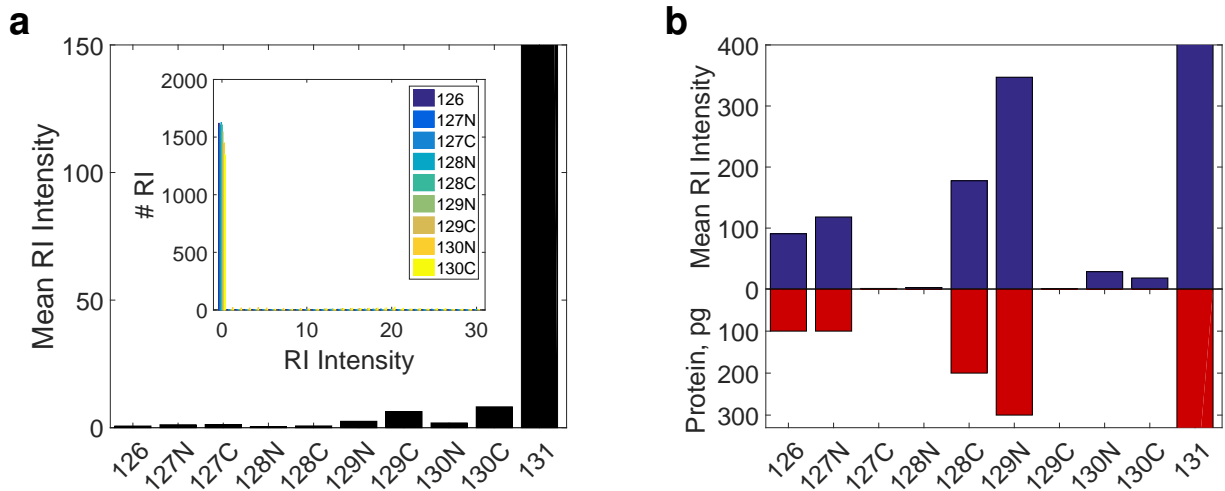 a
Mean RI Intensity
150
100
50
0
126
127N
127C
128N
128C
129N
129C
130N
130C
131
# RI
2000
1500
1000
500
0
0
10
20
30
RI Intensity
126
127N
127C
128N
128C
129N
129C
130N
130C
b
Mean RI Intensity
400
300
200
100
0
Protein, pg
100
200
300
126
127N
127C
128N
128C
129N
129C
130N
130C
131